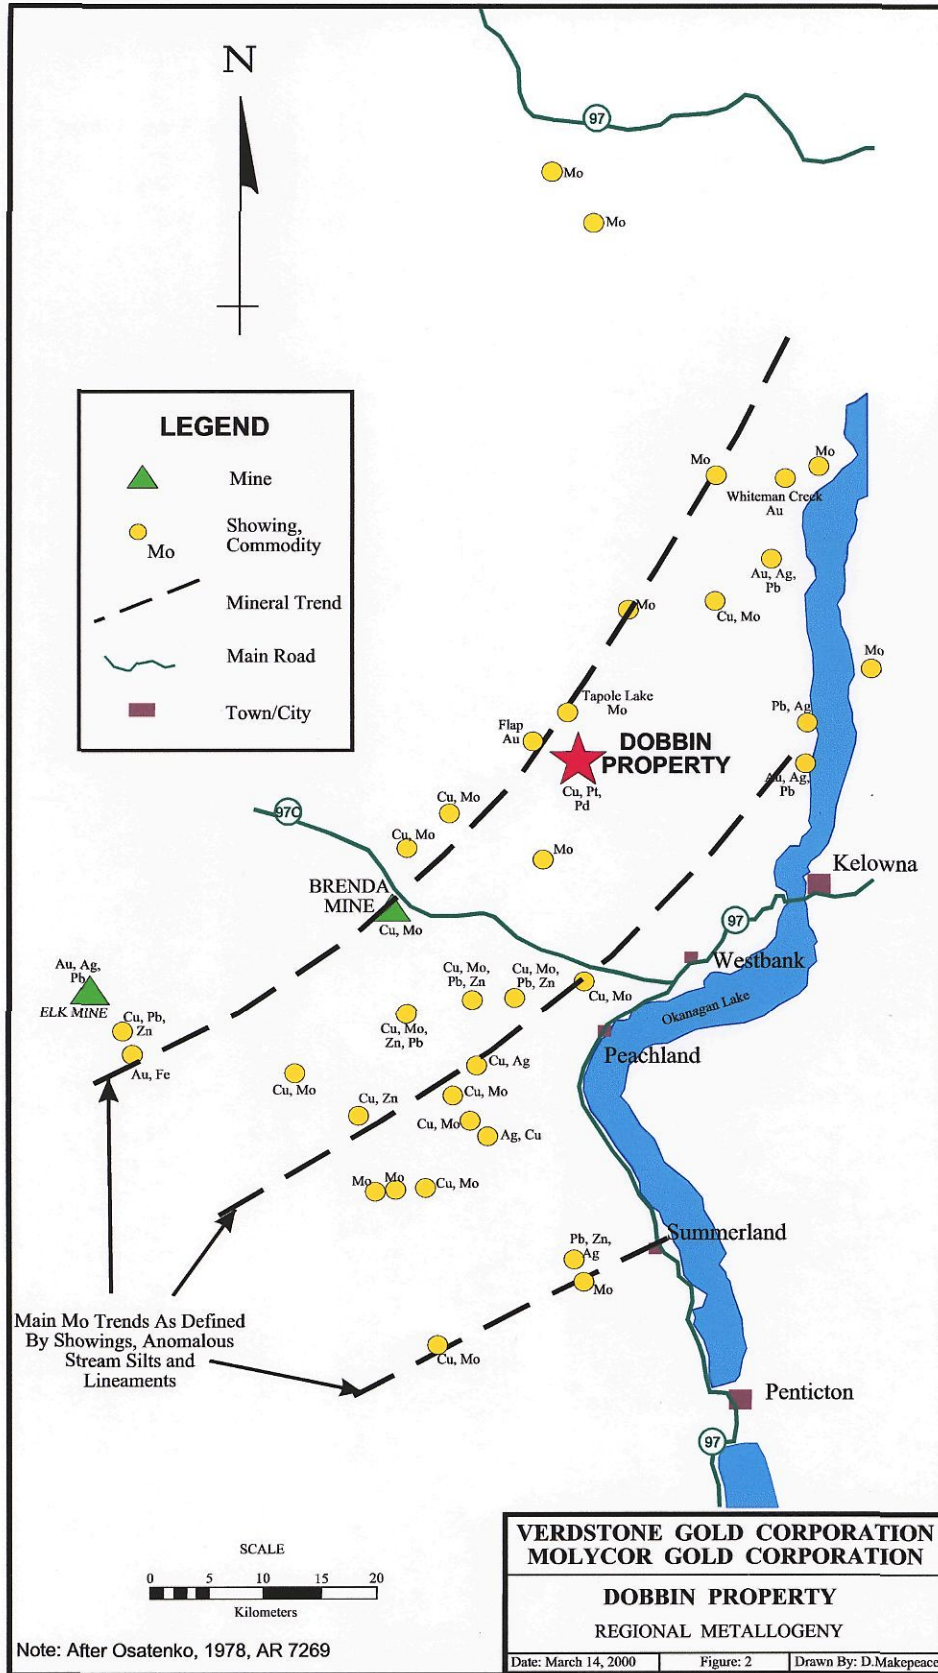 N
97
Mo
Mo
LEGEND
Mine
Mo
Showing,
Commodity
Mineral Trend
Main Road
Town/City
Mo
Mo
Whiteman Creek
Au
Au, Ag,
Pb
Cu, Mo
Mo
Mo
Tapole Lake
Mo
Flap
Au
Pb, Ag
DOBBIN
PROPERTY
Cu, Pt,
Pd
Au, Ag,
Pb
Cu, Mo
97C
Cu, Mo
Mo
Kelowna
BRENDA
MINE
Cu, Mo
97
Westbank
Au, Ag,
Pb
ELK MINE
Cu, Mo,
Pb, Zn
Cu, Mo,
Pb, Zn
Cu, Mo
Okanagan Lake
Cu, Pb,
Zn
Cu, Mo,
Zn, Pb
Peachland
Au, Fe
Cu, Mo
Cu, Ag
Cu, Zn
Cu, Mo
Cu, Mo
Ag, Cu
Mo
Mo
Cu, Mo
Summerland
Pb, Zn,
Ag
Mo
Main Mo Trends As Defined
By Showings, Anomalous
Stream Silts and
Lineaments
Cu, Mo
Penticton
97
SCALE
0 5 10 15 20
Kilometers
Note: After Osatenko, 1978, AR 7269
VERDSTONE GOLD CORPORATION
MOLYCOR GOLD CORPORATION
DOBBIN PROPERTY
REGIONAL METALLOGENY
Date: March 14, 2000 Figure: 2 Drawn By: D.Makepeace